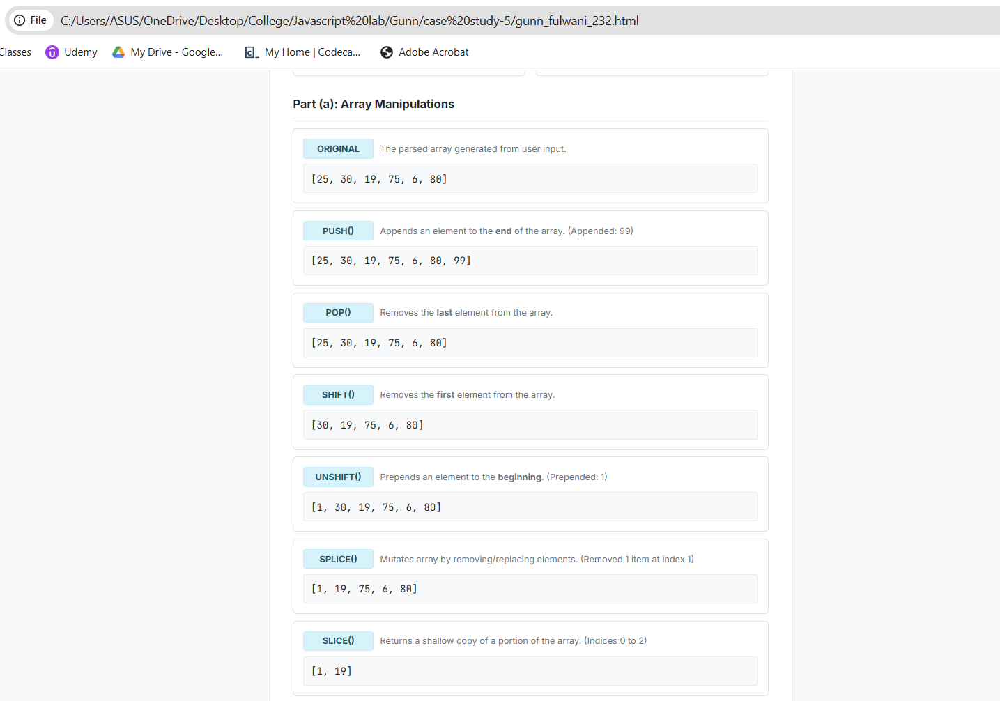 File C:/Users/ASUS/OneDrive/Desktop/College/Javascript%20lab/Gunn/case%20study-5/gunn_fulwani_232.html
Classes Udemy My Drive - Google... My Home | Codeca... Adobe Acrobat
Part (a): Array Manipulations
ORIGINAL The parsed array generated from user input.
[25, 30, 19, 75, 6, 80]
PUSH() Appends an element to the end of the array. (Appended: 99)
[25, 30, 19, 75, 6, 80, 99]
POP() Removes the last element from the array.
[25, 30, 19, 75, 6, 80]
SHIFT() Removes the first element from the array.
[30, 19, 75, 6, 80]
UNSHIFT() Prepends an element to the beginning. (Prepended: 1)
[1, 30, 19, 75, 6, 80]
SPLICE() Mutates array by removing/replacing elements. (Removed 1 item at index 1)
[1, 19, 75, 6, 80]
SLICE() Returns a shallow copy of a portion of the array. (Indices 0 to 2)
[1, 19]